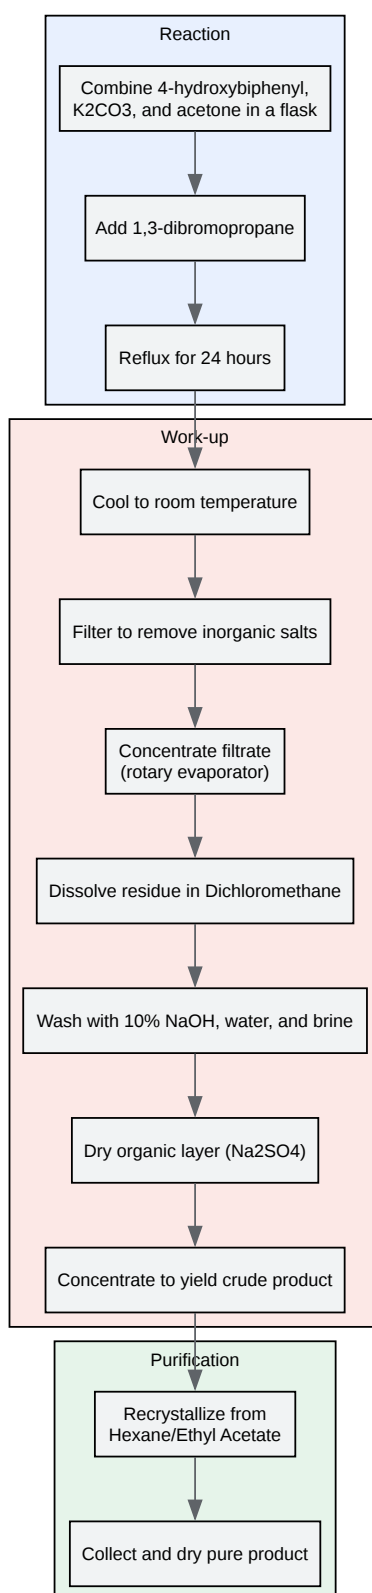 Reaction
Combine 4-hydroxybiphenyl,
K2CO3, and acetone in a flask
Add 1,3-dibromopropane
Reflux for 24 hours
Work-up
Cool to room temperature
Filter to remove inorganic salts
Concentrate filtrate
(rotary evaporator)
Dissolve residue in Dichloromethane
Wash with 10% NaOH, water, and brine
Dry organic layer (Na2SO4)
Concentrate to yield crude product
Purification
Recrystallize from
Hexane/Ethyl Acetate
Collect and dry pure product